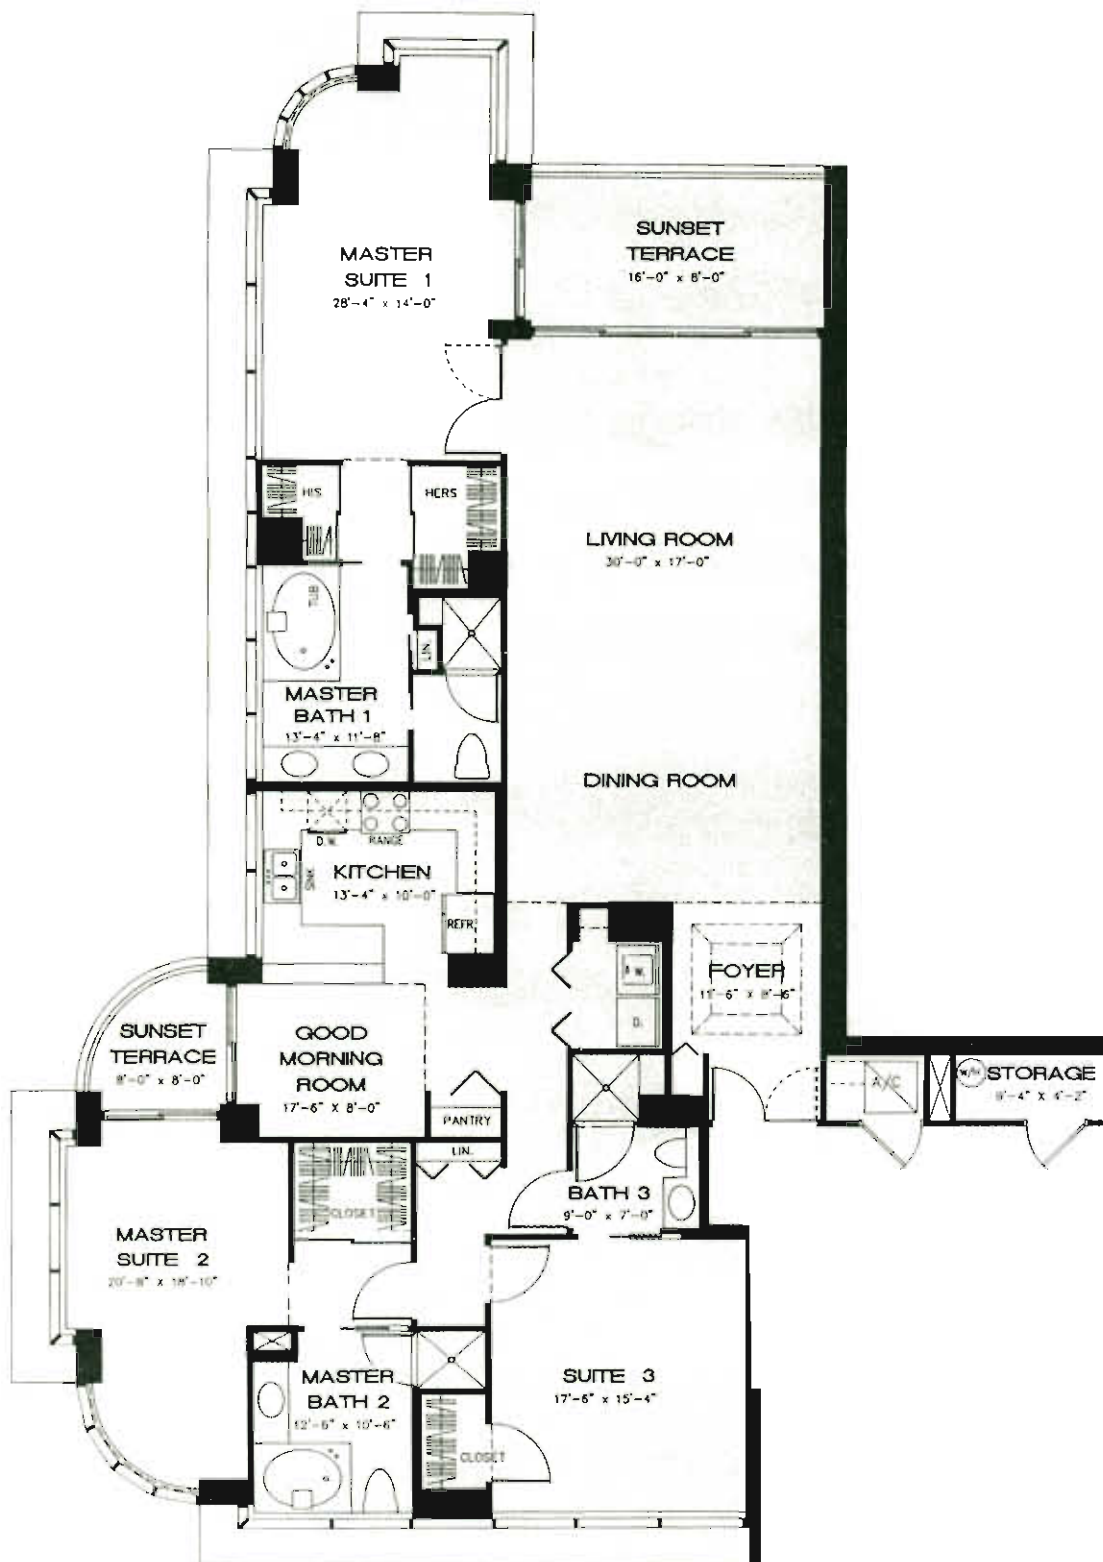 SUNSET
TERRACE
16'-0" x 8'-0"
MASTER
SUITE 1
28'-4" x 14'-0"
HIS
HERS
LIVING ROOM
30'-0" x 17'-0"
TUB
LIN.
MASTER
BATH 1
13'-4" x 11'-8"
DINING ROOM
D.W.
RANGE
SINK
KITCHEN
13'-4" x 10'-0"
REFR.
W.
FOYER
11'-6" x 8'-6"
D.
SUNSET
TERRACE
8'-0" x 8'-0"
GOOD
MORNING
ROOM
17'-6" x 8'-0"
PANTRY
LIN.
A/C
W/H
STORAGE
4'-2"
CLOSET
BATH 3
9'-0" x 7'-0"
MASTER
SUITE 2
20'-8" x 18'-10"
MASTER
BATH 2
12'-6" x 10'-6"
SUITE 3
17'-6" x 15'-4"
CLOSET